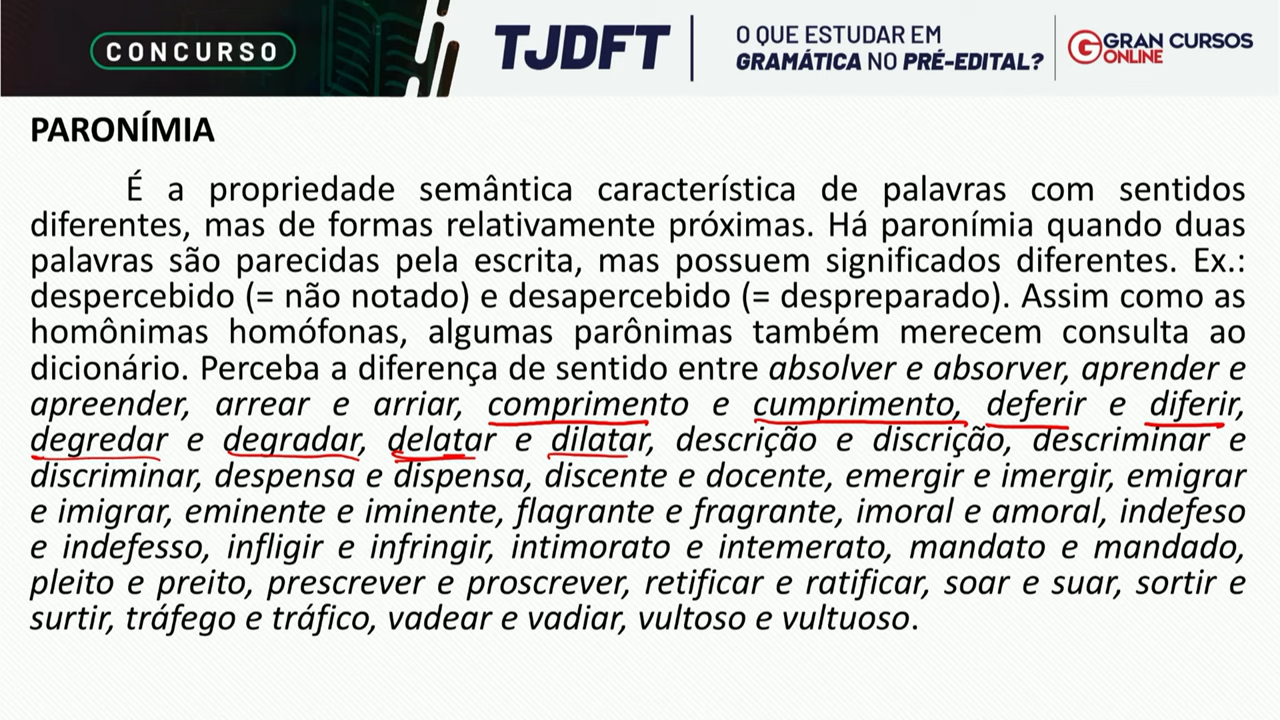 CONCURSO
TJDFT
O QUE ESTUDAR EM
GRAMÁTICA NO PRÉ-EDITAL?
GRAN CURSOS
ONLINE
PARONÍMIA
É a propriedade semântica característica de palavras com sentidos
diferentes, mas de formas relativamente próximas. Há paronímia quando duas
palavras são parecidas pela escrita, mas possuem significados diferentes. Ex.:
despercebido (= não notado) e desapercebido (= despreparado). Assim como as
homônimas homófonas, algumas parônimas também merecem consulta ao
dicionário. Perceba a diferença de sentido entre absolver e absorver, aprender e
apreender, arrear e arriar, comprimento e cumprimento, deferir e diferir,
degredar e degradar, delatar e dilatar, descrição e discrição, descriminar e
discriminar, despensa e dispensa, discente e docente, emergir e imergir, emigrar
e imigrar, eminente e iminente, flagrante e fragrante, imoral e amoral, indefeso
e indefesso, infligir e infringir, intimorato e intemerato, mandato e mandado,
pleito e preito, prescrever e proscrever, retificar e ratificar, soar e suar, sortir e
surtir, tráfego e tráfico, vadear e vadiar, vultoso e vultuoso.